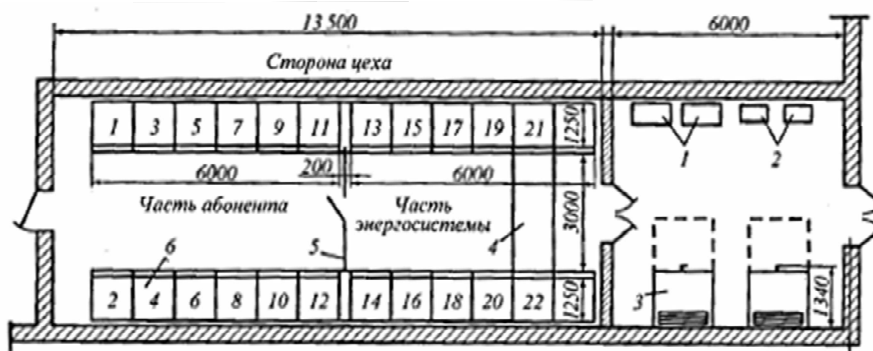 13 500
6000
Сторона цеха
1 3 5 7 9 11 13 15 17 19 21
1250
1 2
6000 200 6000
Часть абонента
Часть энергосистемы
3000
6 5 4
3
2 4 6 8 10 12 14 16 18 20 22
1250
1340